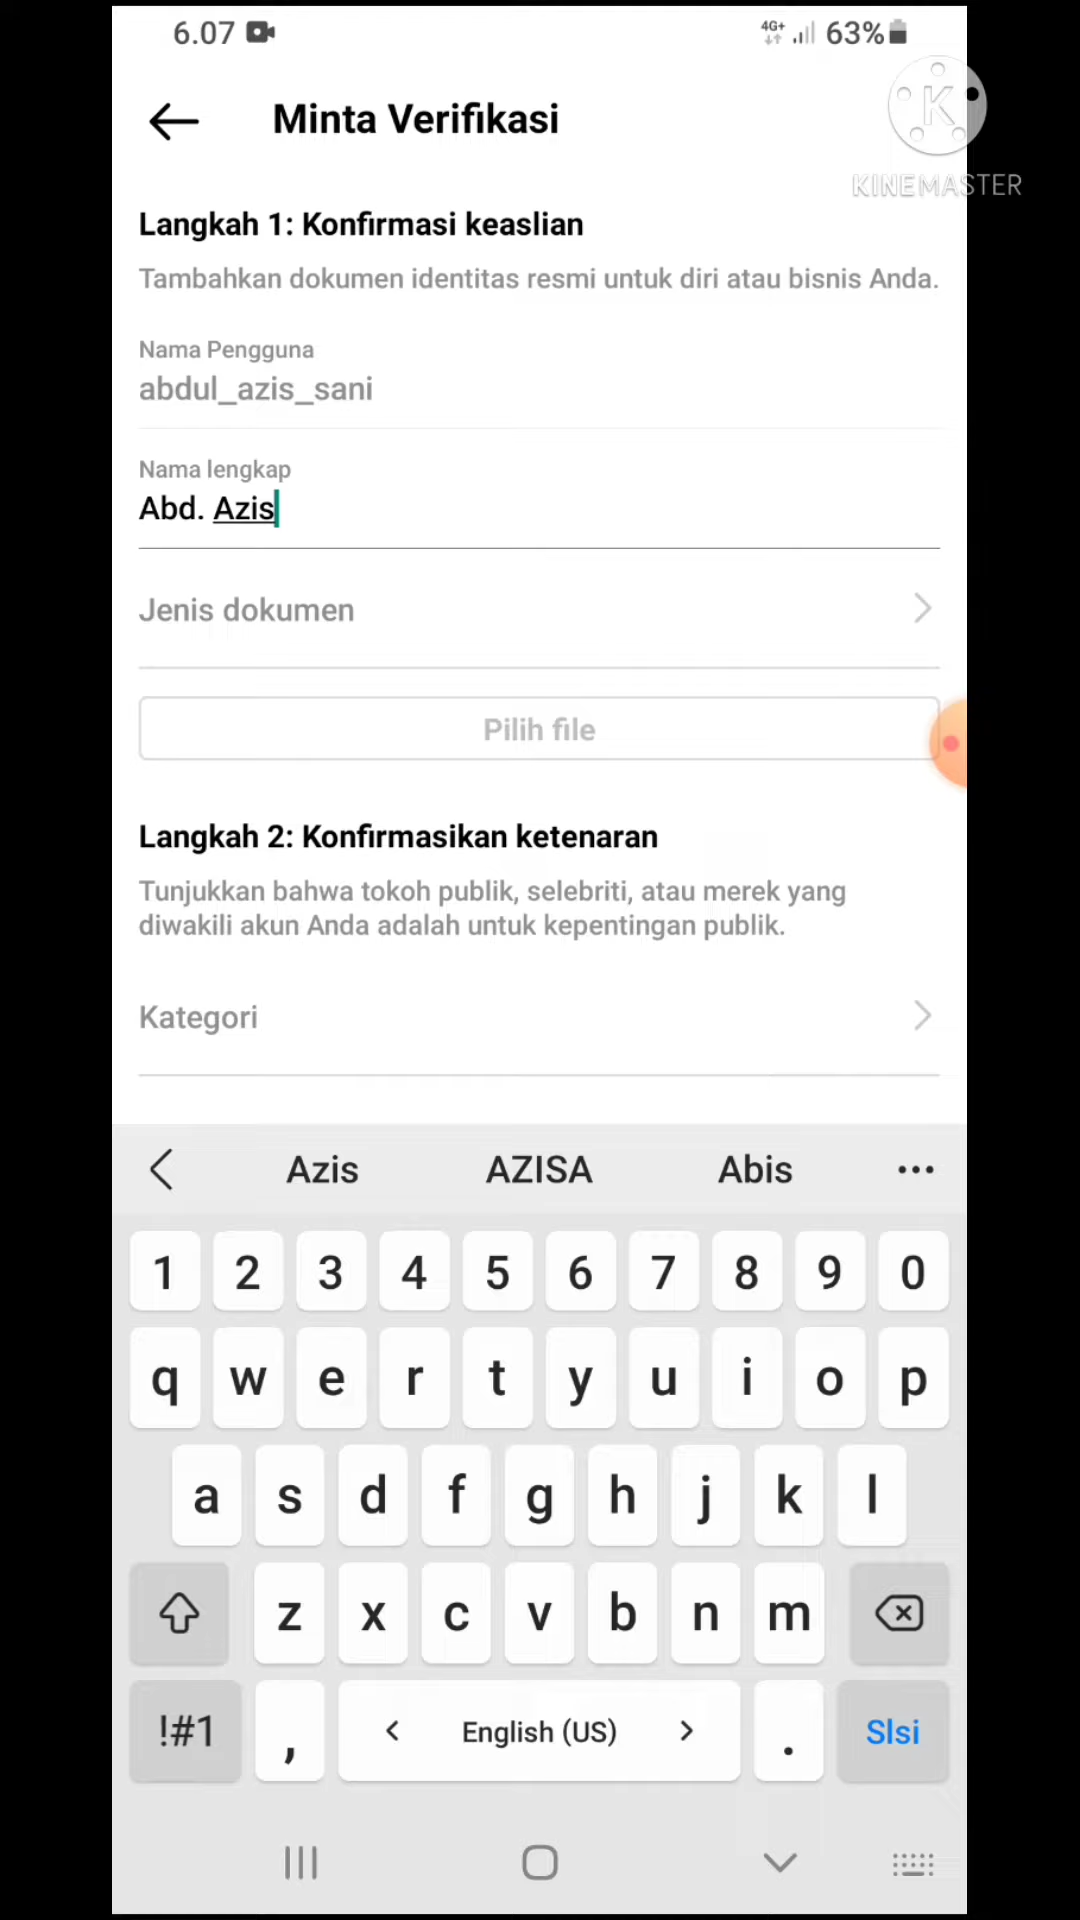 6.07
4G+ 63%
Minta Verifikasi
K
KINEMASTER
Langkah 1: Konfirmasi keaslian
Tambahkan dokumen identitas resmi untuk diri atau bisnis Anda.
Nama Pengguna
abdul_azis_sani
Nama lengkap
Abd. Azis
Jenis dokumen
Pilih file
Langkah 2: Konfirmasikan ketenaran
Tunjukkan bahwa tokoh publik, selebriti, atau merek yang
diwakili akun Anda adalah untuk kepentingan publik.
Kategori
Azis AZISA Abis ...
1 2 3 4 5 6 7 8 9 0
q w e r t y u i o p
a s d f g h j k l
z x c v b n m
!#1 , < English (US) > . Slsi